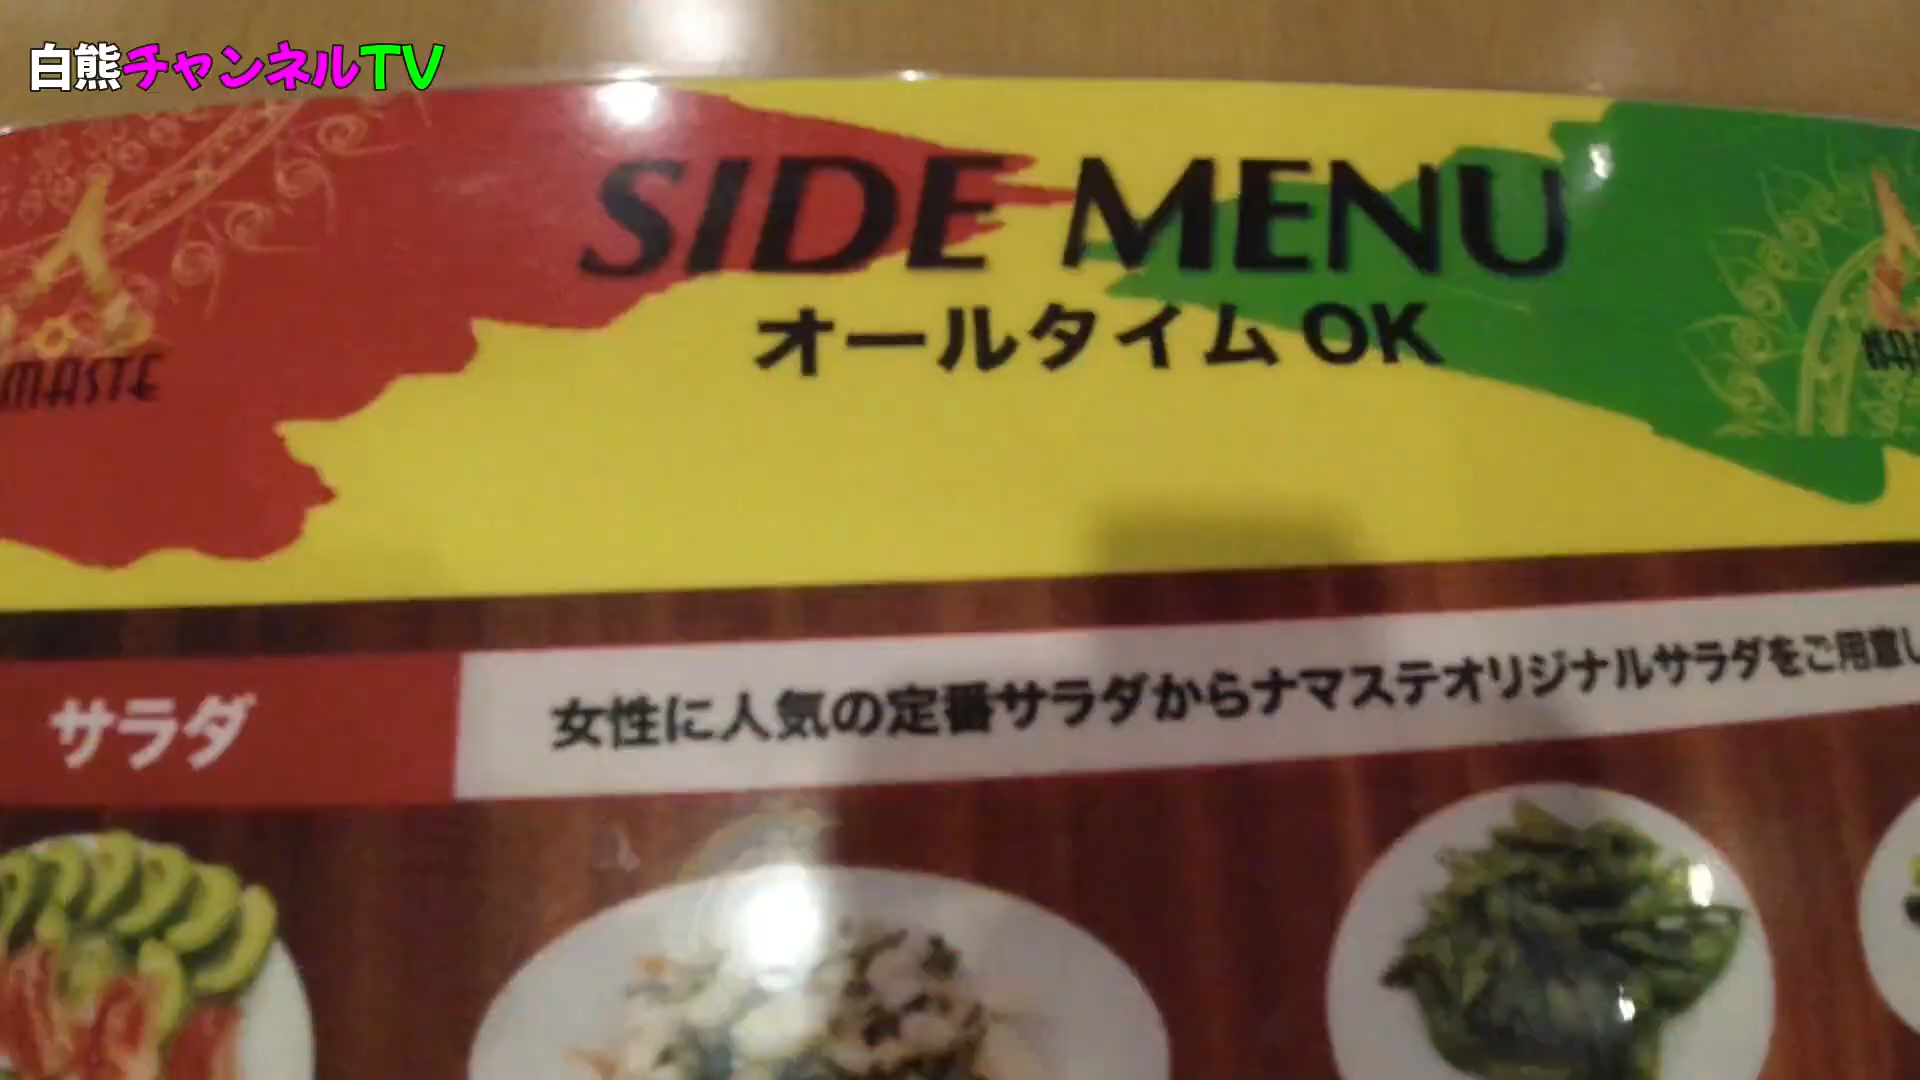 白熊チャンネルTV
SIDE MENU
オールタイム OK
MASTE
サラダ
女性に人気の定番サラダからナマステオリジナルサラダをご用意し